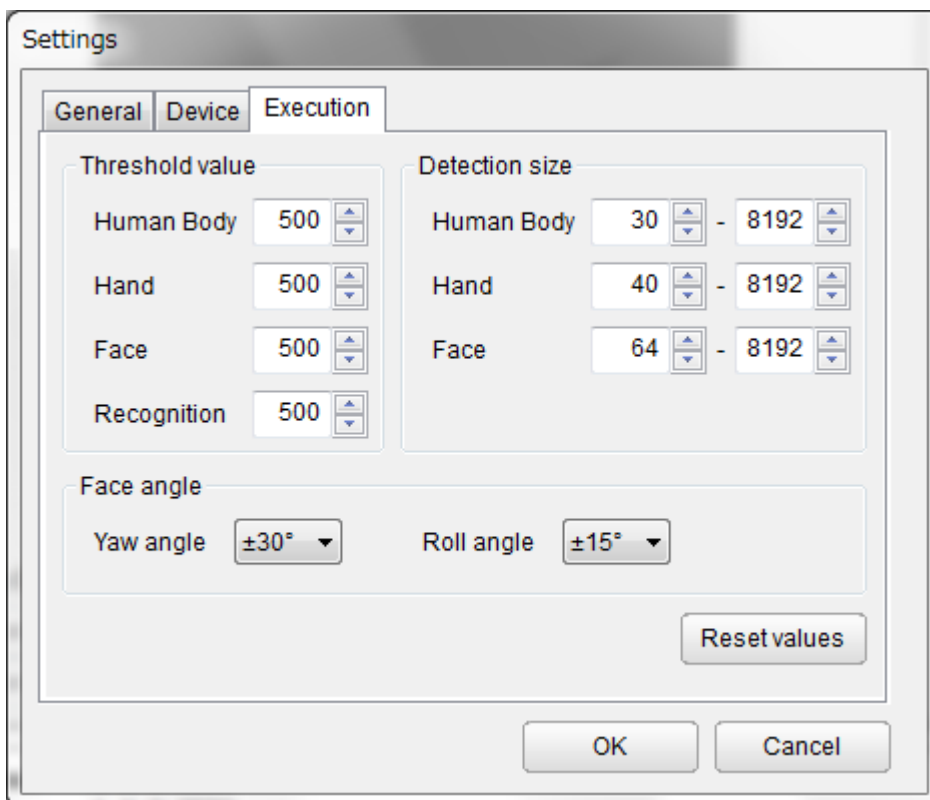 Settings
General Device Execution
Threshold value
Human Body 500
Hand 500
Face 500
Recognition 500
Detection size
Human Body 30 - 8192
Hand 40 - 8192
Face 64 - 8192
Face angle
Yaw angle ±30° Roll angle ±15°
Reset values
OK Cancel